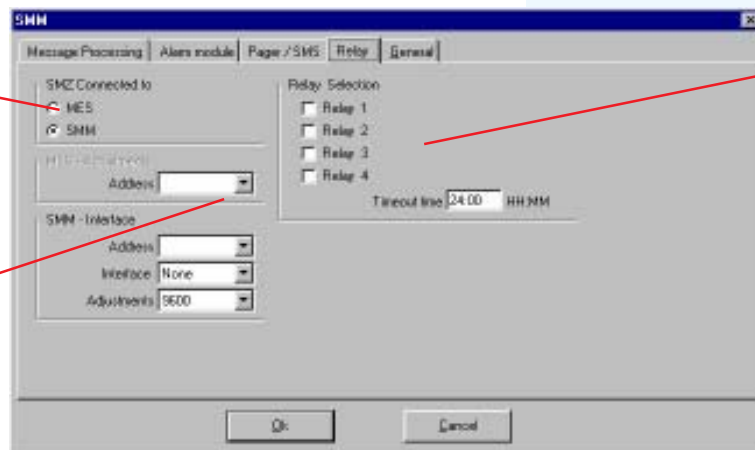 SMM
Message Processing Alarm module Pager / SMS Relay General
SMZ Connected to
MES
SMM
Address
SMM - Interface
Address
Interface None
Adjustments 9600
Relay Selection
Relay 1
Relay 2
Relay 3
Relay 4
Timeout time 24:00 HH:MM
Ok Cancel